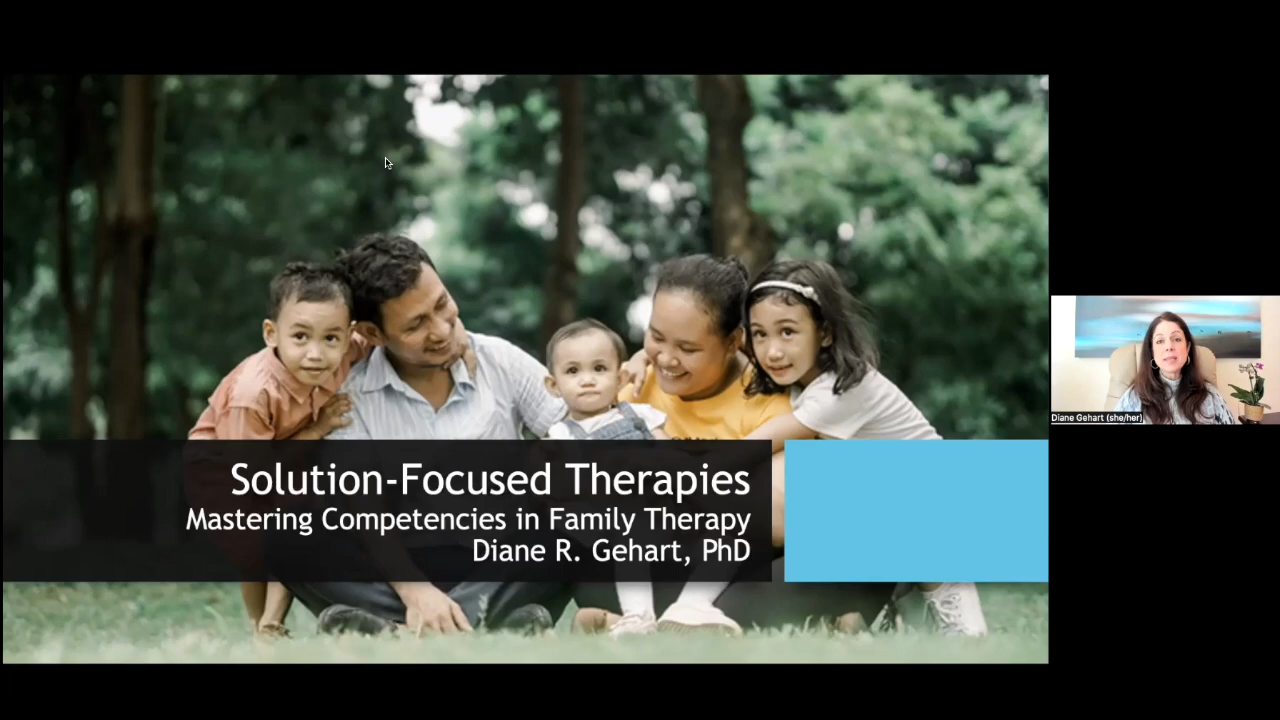 Solution-Focused Therapies
Mastering Competencies in Family Therapy
Diane R. Gehart, PhD
Diane Gehart (she/her)